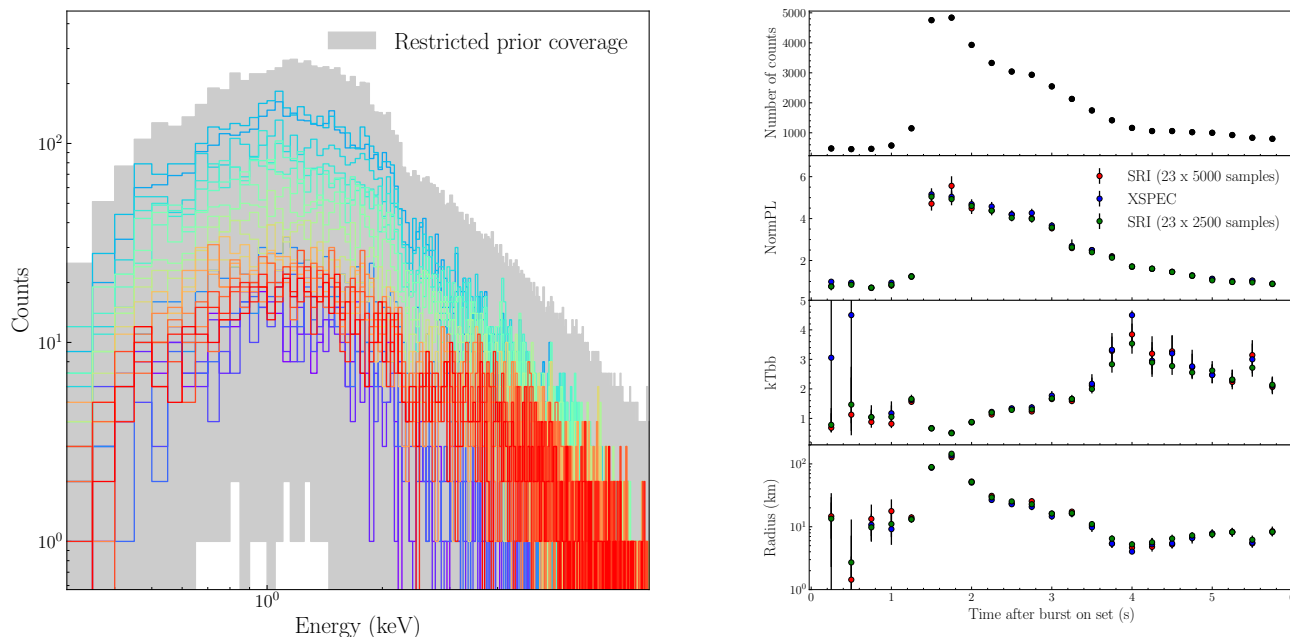 Restricted prior coverage
Counts
10²
10¹
10⁰
10⁰
Energy (keV)
Number of counts
5000
4000
3000
2000
1000
NormPL
6
4
2
SRI (23 x 5000 samples)
XSPEC
SRI (23 x 2500 samples)
kTbb
5
4
3
2
1
Radius (km)
10²
10¹
10⁰
0 1 2 3 4 5
Time after burst on set (s)